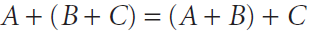 A + (B + C) = (A + B) + C